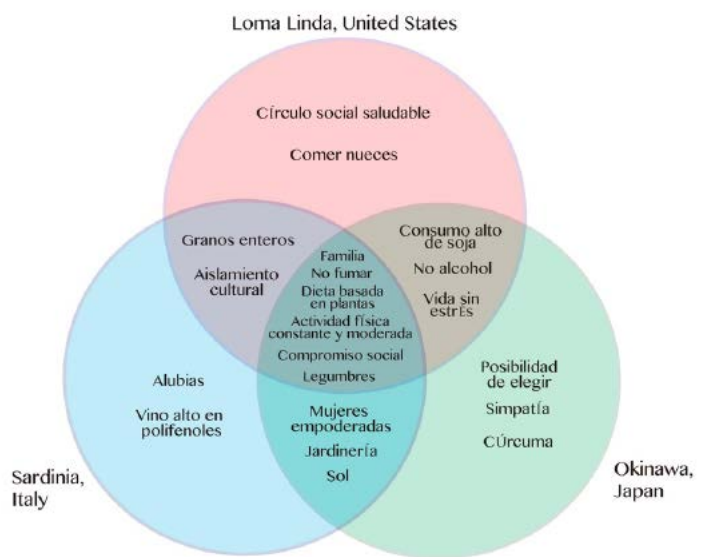 Loma Linda, United States
Círculo social saludable
Comer nueces
Granos enteros
Aislamiento
cultural
Familia
No fumar
Dieta basada
en plantas
Actividad física
constante y moderada
Compromiso social
Legumbres
Consumo alto
de soja
No alcohol
Vida sin
estrÉs
Alubias
Vino alto en
polifenoles
Mujeres
empoderadas
Jardinería
Sol
Posibilidad
de elegir
Simpatía
CÚrcuma
Sardinia,
Italy
Okinawa,
Japan